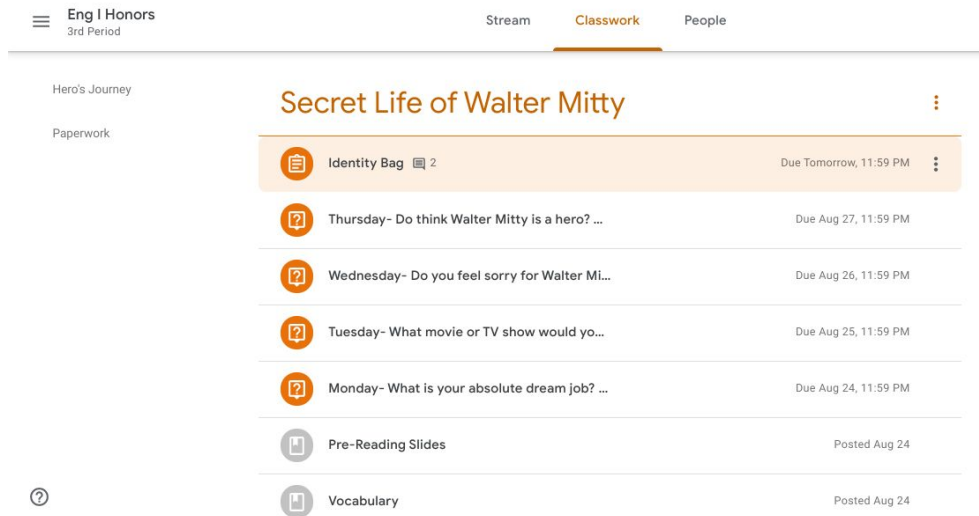 Eng I Honors
3rd Period
Stream Classwork People
Hero's Journey
Paperwork
Secret Life of Walter Mitty
Identity Bag 2 Due Tomorrow, 11:59 PM
Thursday- Do think Walter Mitty is a hero? ... Due Aug 27, 11:59 PM
Wednesday- Do you feel sorry for Walter Mi... Due Aug 26, 11:59 PM
Tuesday- What movie or TV show would yo... Due Aug 25, 11:59 PM
Monday- What is your absolute dream job? ... Due Aug 24, 11:59 PM
Pre-Reading Slides Posted Aug 24
Vocabulary Posted Aug 24